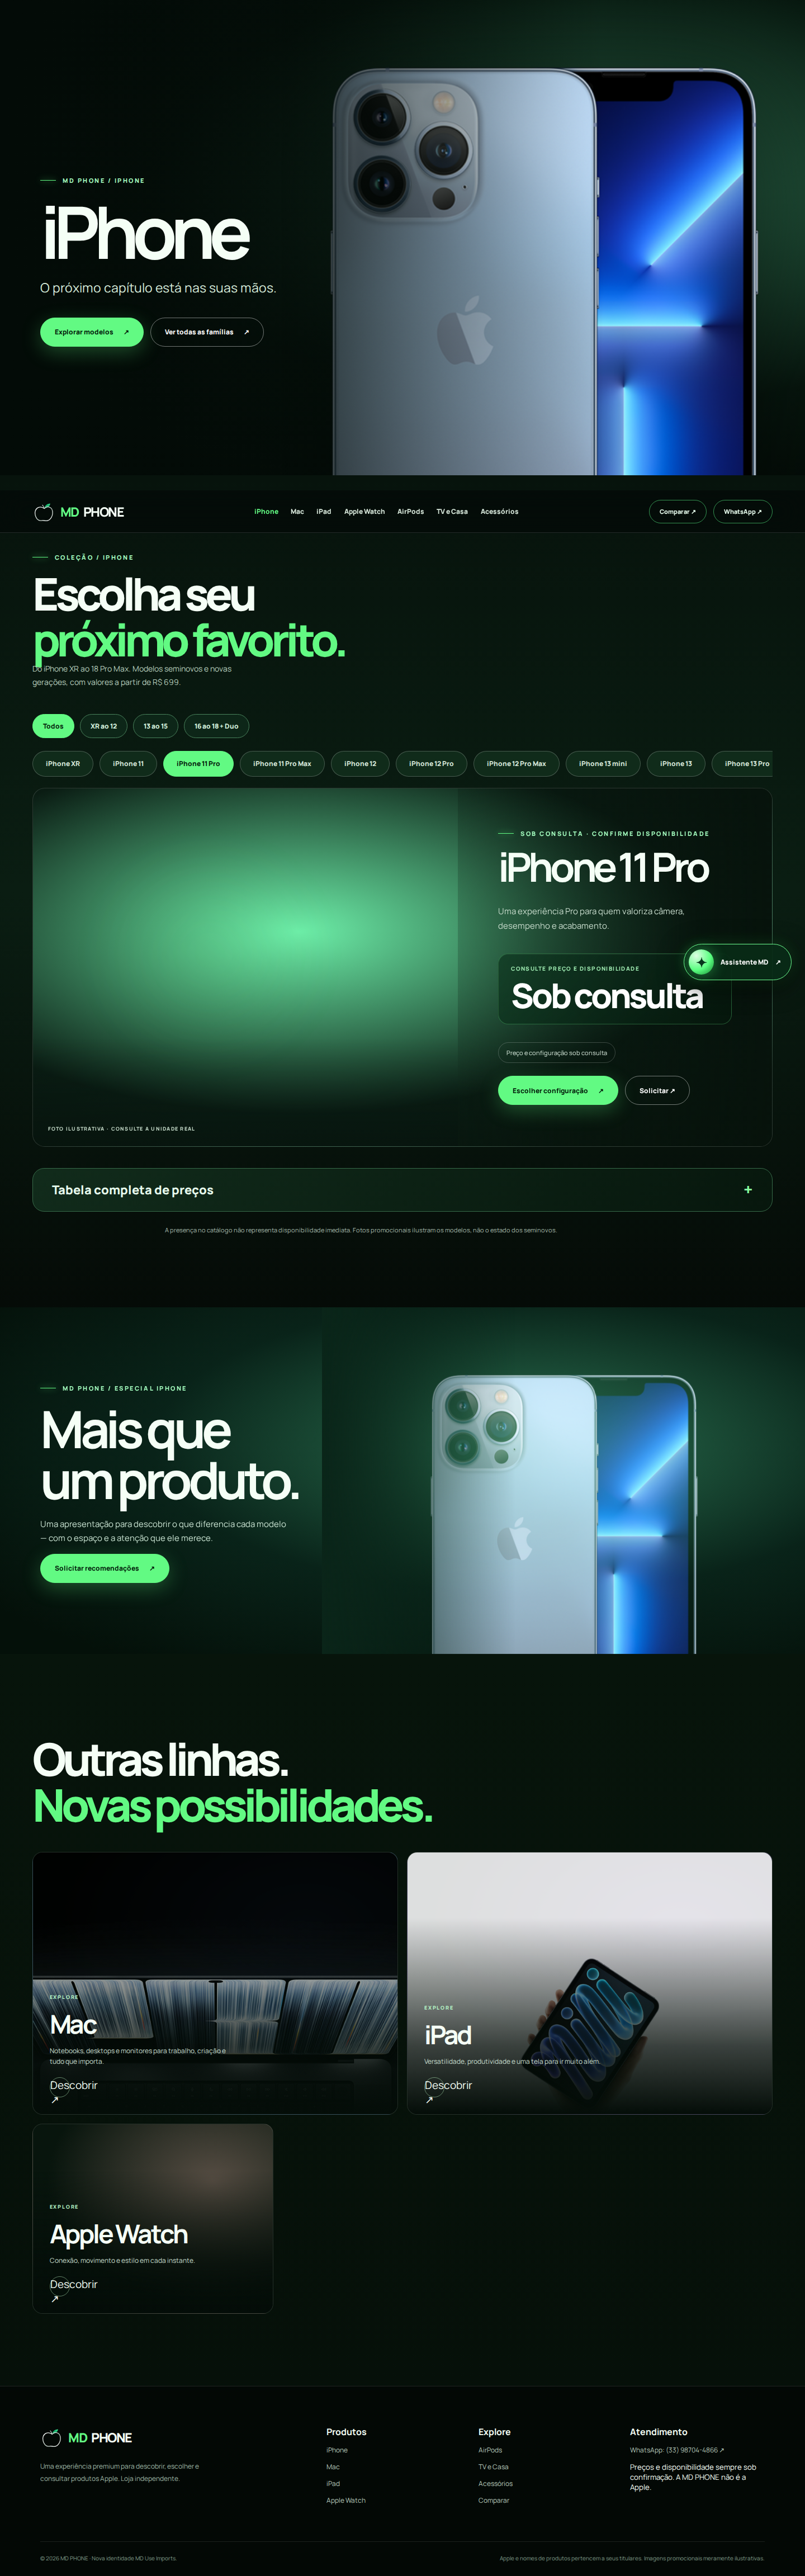 MD PHONE / IPHONE
iPhone
O próximo capítulo está nas suas mãos.
Explorar modelos ↗ Ver todas as famílias ↗
MD PHONE iPhone Mac iPad Apple Watch AirPods TV e Casa Acessórios Comparar ↗ WhatsApp ↗
COLEÇÃO / IPHONE
Escolha seu
próximo favorito.
Do iPhone XR ao 18 Pro Max. Modelos seminovos e novas
gerações, com valores a partir de R$ 699.
Todos XR ao 12 13 ao 15 16 ao 18 + Duo
iPhone XR iPhone 11 iPhone 11 Pro iPhone 11 Pro Max iPhone 12 iPhone 12 Pro iPhone 12 Pro Max iPhone 13 mini iPhone 13 iPhone 13 Pro
SOB CONSULTA · CONFIRME DISPONIBILIDADE
iPhone 11 Pro
Uma experiência Pro para quem valoriza câmera,
desempenho e acabamento.
CONSULTE PREÇO E DISPONIBILIDADE
Sob consulta
Assistente MD ↗
Preço e configuração sob consulta
Escolher configuração ↗ Solicitar ↗
FOTO ILUSTRATIVA · CONSULTE A UNIDADE REAL
Tabela completa de preços +
A presença no catálogo não representa disponibilidade imediata. Fotos promocionais ilustram os modelos, não o estado dos seminovos.
MD PHONE / ESPECIAL IPHONE
Mais que
um produto.
Uma apresentação para descobrir o que diferencia cada modelo
— com o espaço e a atenção que ele merece.
Solicitar recomendações ↗
Outras linhas.
Novas possibilidades.
EXPLORE
Mac
Notebooks, desktops e monitores para trabalho, criação e
tudo que importa.
Descobrir
↗
EXPLORE
iPad
Versatilidade, produtividade e uma tela para ir muito além.
Descobrir
↗
EXPLORE
Apple Watch
Conexão, movimento e estilo em cada instante.
Descobrir
↗
MD PHONE
Uma experiência premium para descobrir, escolher e
consultar produtos Apple. Loja independente.
Produtos
iPhone
Mac
iPad
Apple Watch
Explore
AirPods
TV e Casa
Acessórios
Comparar
Atendimento
WhatsApp: (33) 98704-4866 ↗
Preços e disponibilidade sempre sob
confirmação. A MD PHONE não é a
Apple.
© 2026 MD PHONE · Nova identidade MD Use Imports
Apple e nomes de produtos pertencem a seus titulares. Imagens promocionais meramente ilustrativas.